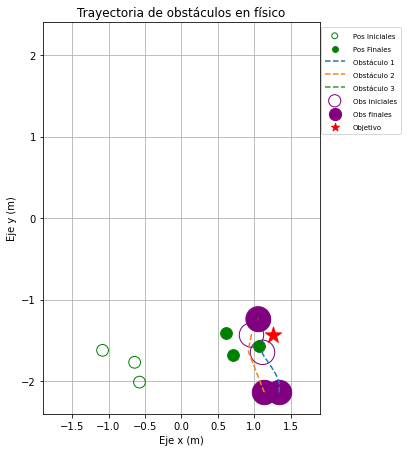 Trayectoria de obstáculos en físico
Pos Iniciales
Pos Finales
Obstáculo 1
Obstáculo 2
Obstáculo 3
Obs iniciales
Obs finales
Objetivo
Eje y (m)
2
1
0
−1
−2
−1.5
−1.0
−0.5
0.0
0.5
1.0
1.5
Eje x (m)